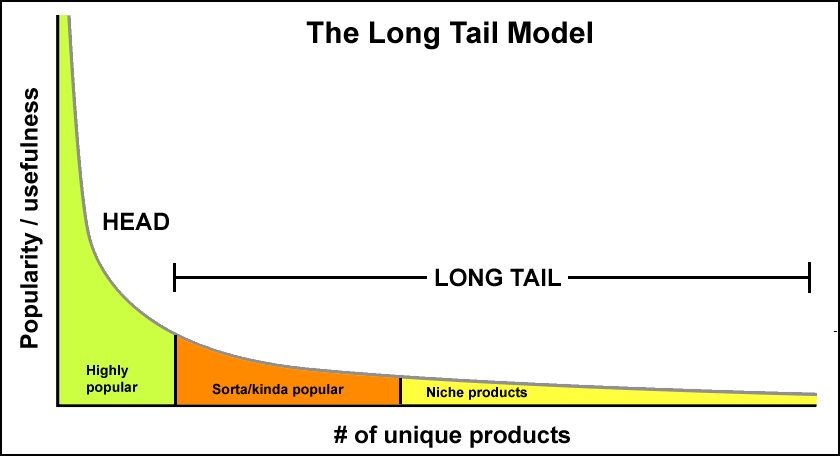 The Long Tail Model
Popularity / usefulness
HEAD
LONG TAIL
Highly
popular
Sorta/kinda popular
Niche products
# of unique products